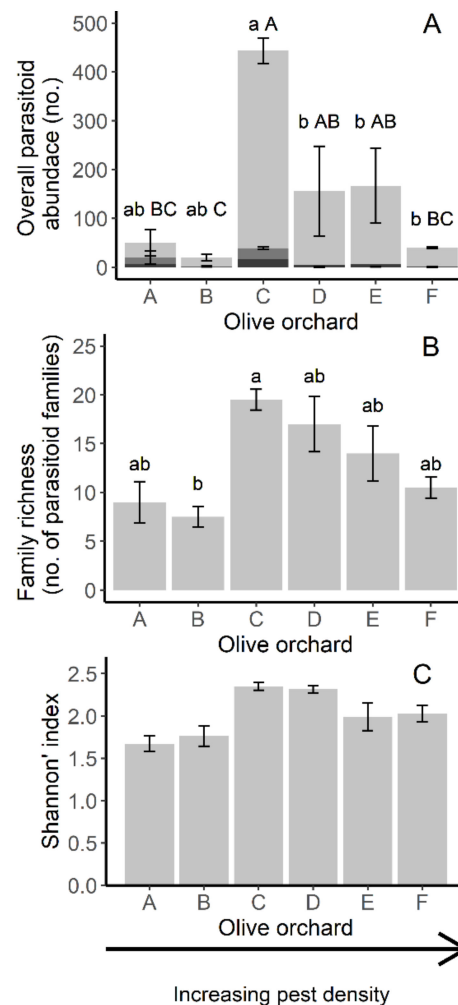 A
Overall parasitoid
abundace (no.)
500
400
300
200
100
0
ab BC
ab C
a A
b AB
b AB
b BC
A B C D E F
Olive orchard
B
Family richness
(no. of parasitoid families)
25
20
15
10
5
0
ab
b
a
ab
ab
ab
A B C D E F
Olive orchard
C
Shannon' index
2.5
2.0
1.5
1.0
0.5
0.0
A B C D E F
Olive orchard
Increasing pest density